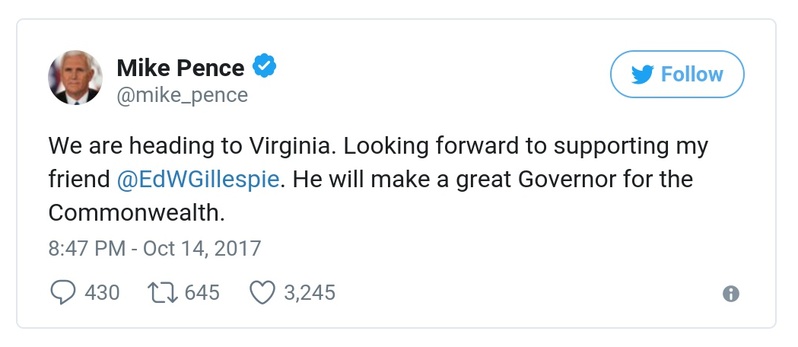 Mike Pence
@mike_pence
Follow
We are heading to Virginia. Looking forward to supporting my
friend @EdWGillespie. He will make a great Governor for the
Commonwealth.
8:47 PM - Oct 14, 2017
430 645 3,245